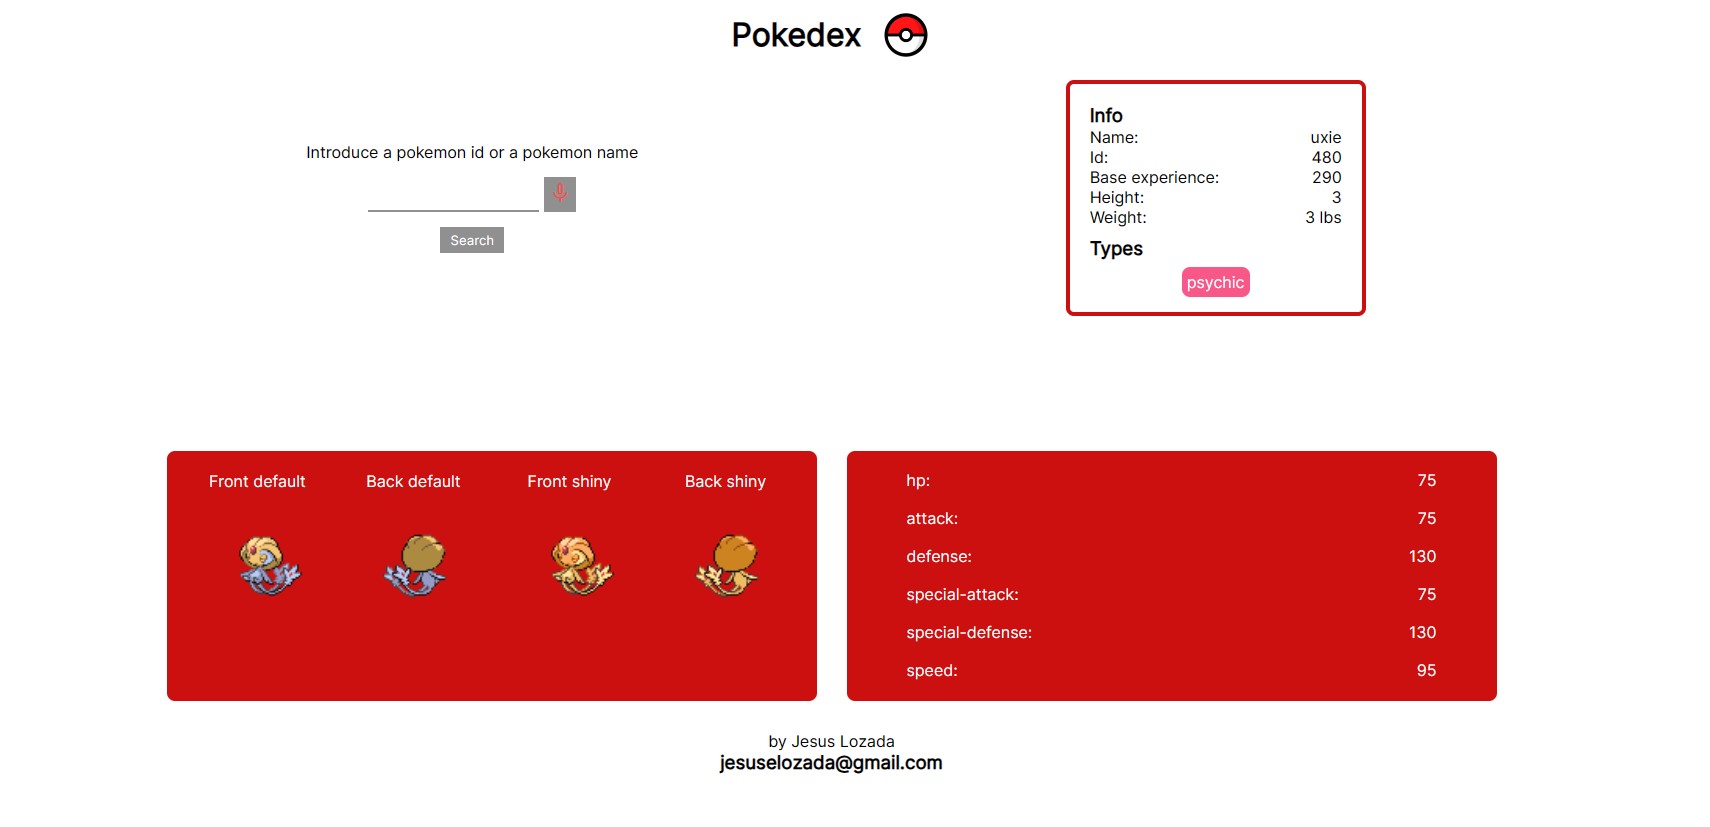 Pokedex
Introduce a pokemon id or a pokemon name
Search
Info
Name: uxie
Id: 480
Base experience: 290
Height: 3
Weight: 3 lbs
Types
psychic
Front default Back default Front shiny Back shiny
hp: 75
attack: 75
defense: 130
special-attack: 75
special-defense: 130
speed: 95
by Jesus Lozada
jesuselozada@gmail.com